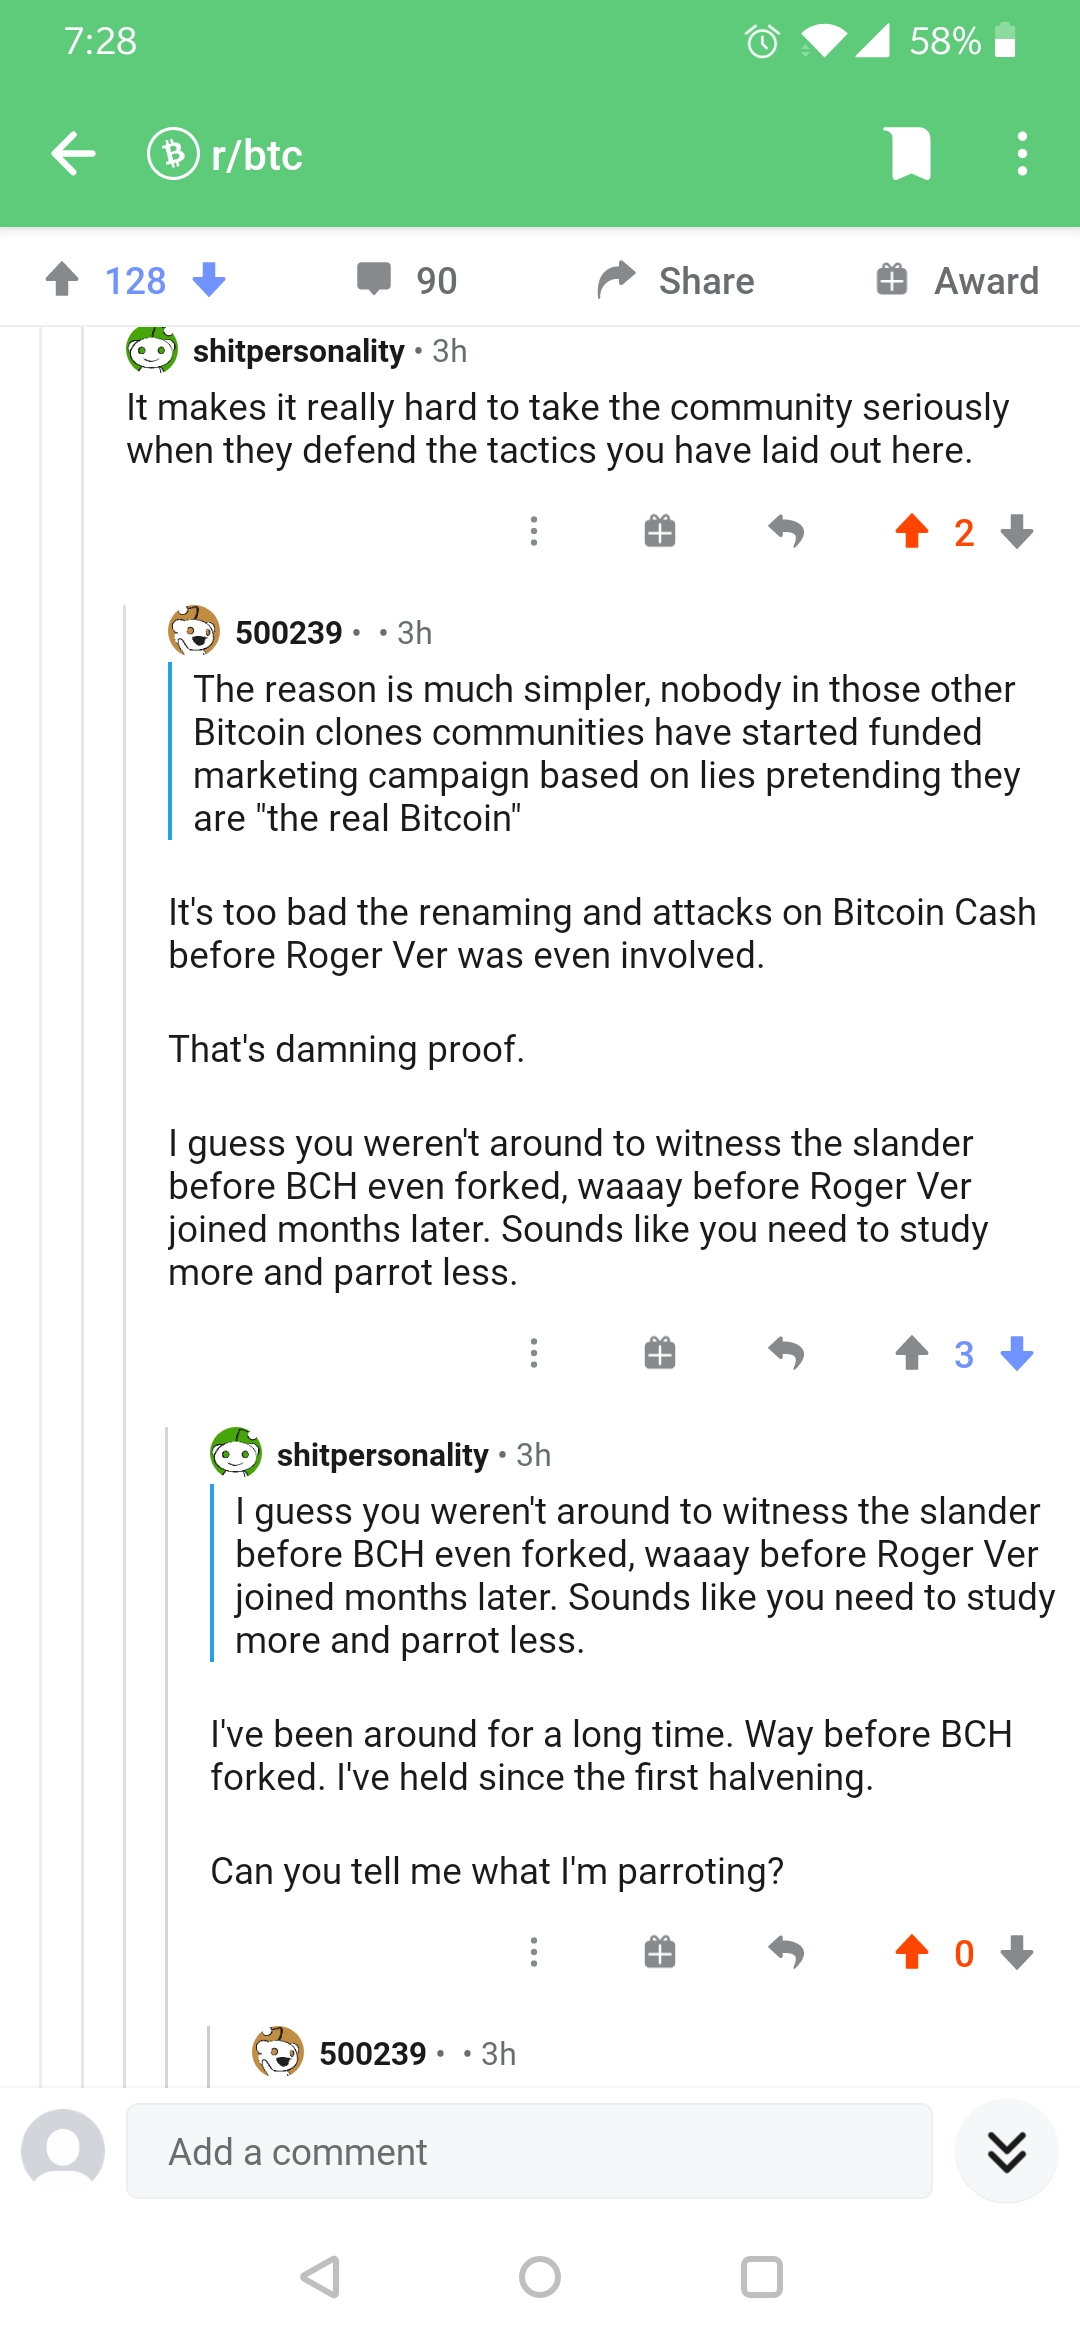 7:28
58%
r/btc
128
90
Share
Award
shitpersonality • 3h
It makes it really hard to take the community seriously
when they defend the tactics you have laid out here.
2
500239 • • 3h
The reason is much simpler, nobody in those other
Bitcoin clones communities have started funded
marketing campaign based on lies pretending they
are "the real Bitcoin"
It's too bad the renaming and attacks on Bitcoin Cash
before Roger Ver was even involved.
That's damning proof.
I guess you weren't around to witness the slander
before BCH even forked, waaay before Roger Ver
joined months later. Sounds like you need to study
more and parrot less.
3
shitpersonality • 3h
I guess you weren't around to witness the slander
before BCH even forked, waaay before Roger Ver
joined months later. Sounds like you need to study
more and parrot less.
I've been around for a long time. Way before BCH
forked. I've held since the first halvening.
Can you tell me what I'm parroting?
0
500239 • • 3h
Add a comment